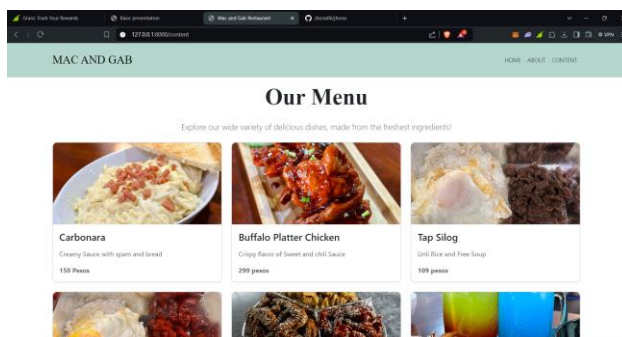 Grass: Track Your Rewards
Basic presentation
Mac and Gab Restaurant
127.0.0.1:8000/content
VPN
MAC AND GAB
HOME ABOUT CONTENT
Our Menu
Explore our wide variety of delicious dishes, made from the freshest ingredients!
Carbonara
Creamy Sauce with spam and bread
150 Pesos
Buffalo Platter Chicken
Crispy flavor of Sweet and chili Sauce
299 pesos
Tap Silog
Unli Rice and Free Soup
109 pesos